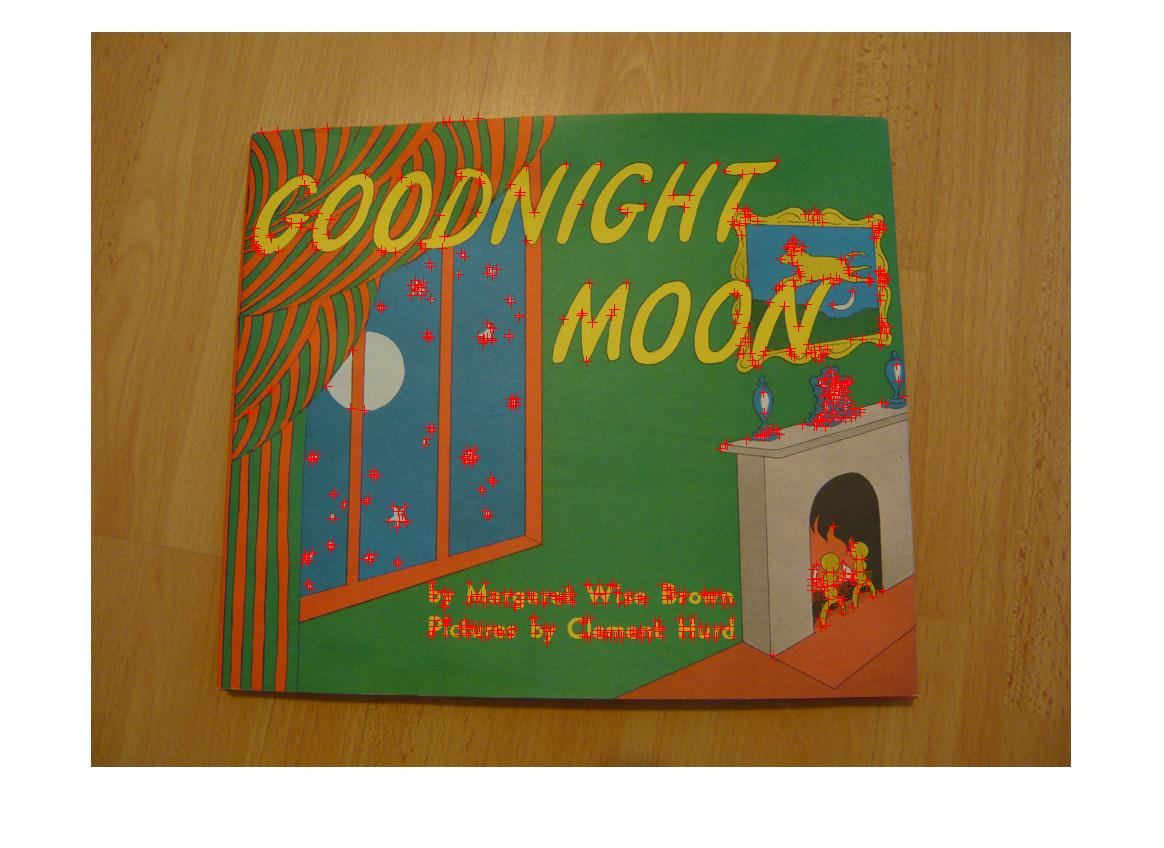 GOODNIGHT
MOON
by Margaret Wise Brown
Pictures by Clement Hurd